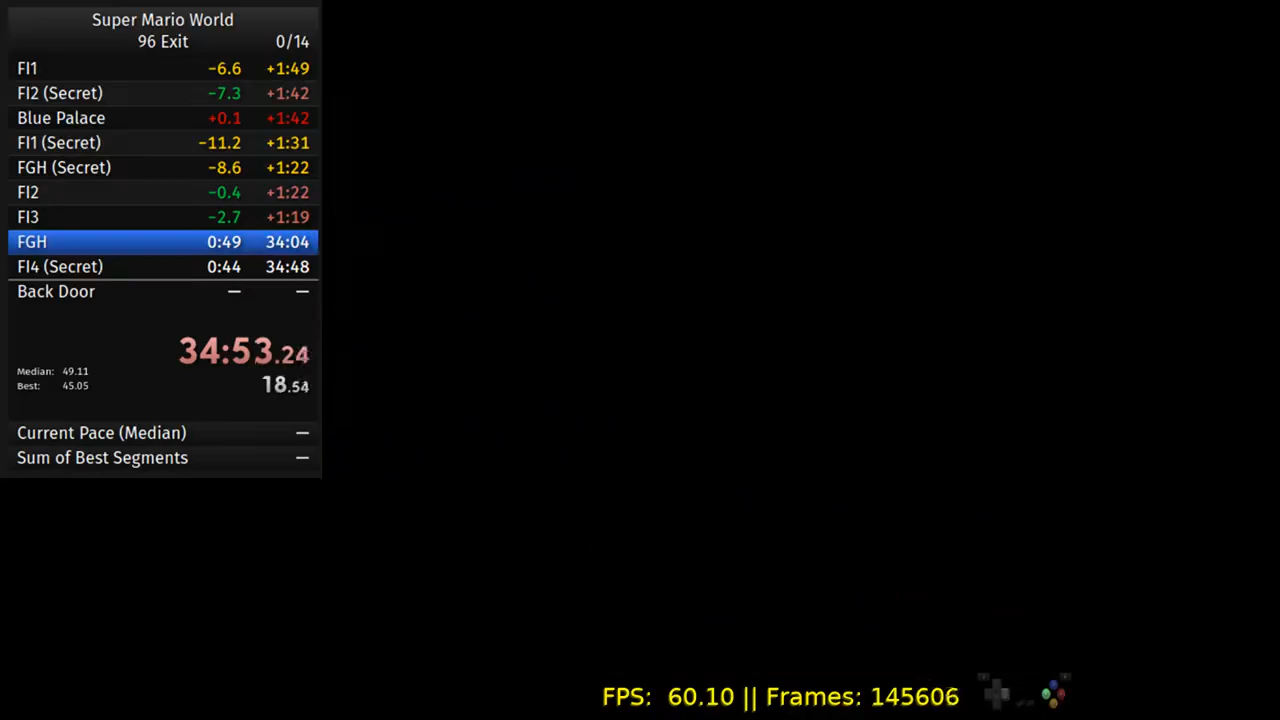 Super Mario World
96 Exit 0/14
FI1 −6.6 +1:49
FI2 (Secret) −7.3 +1:42
Blue Palace +0.1 +1:42
FI1 (Secret) −11.2 +1:31
FGH (Secret) −8.6 +1:22
FI2 −0.4 +1:22
FI3 −2.7 +1:19
FGH 0:49 34:04
FI4 (Secret) 0:44 34:48
Back Door — —
34:53.24
Median: 49.11
Best: 45.05
18.54
Current Pace (Median) —
Sum of Best Segments —
FPS: 60.10 || Frames: 145606